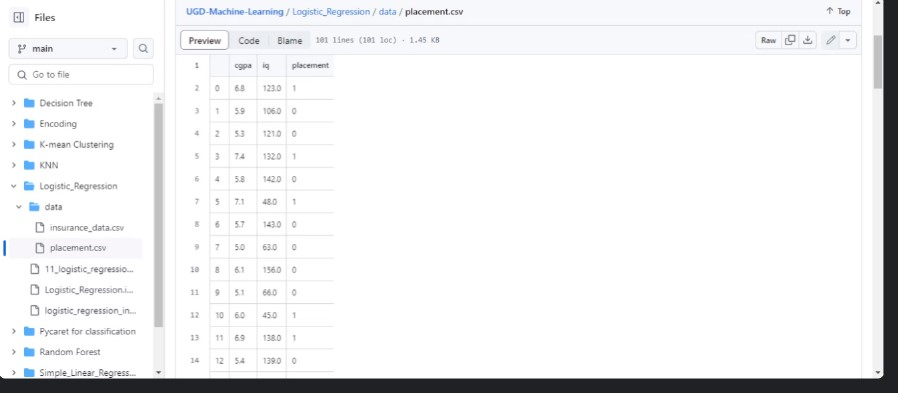 Files
main
Go to file
Decision Tree
Encoding
K-mean Clustering
KNN
Logistic_Regression
data
insurance_data.csv
placement.csv
11_logistic_regressio...
Logistic_Regression.i...
logistic_regression_in...
Pycaret for classification
Random Forest
Simple_Linear_Regress...
UGD-Machine-Learning / Logistic_Regression / data / placement.csv
Top
Preview Code Blame 101 lines (101 loc) · 1.45 KB Raw
1 cgpa iq placement
2 0 6.8 123.0 1
3 1 5.9 106.0 0
4 2 5.3 121.0 0
5 3 7.4 132.0 1
6 4 5.8 142.0 0
7 5 7.1 48.0 1
8 6 5.7 143.0 0
9 7 5.0 63.0 0
10 8 6.1 156.0 0
11 9 5.1 66.0 0
12 10 6.0 45.0 1
13 11 6.9 138.0 1
14 12 5.4 139.0 0